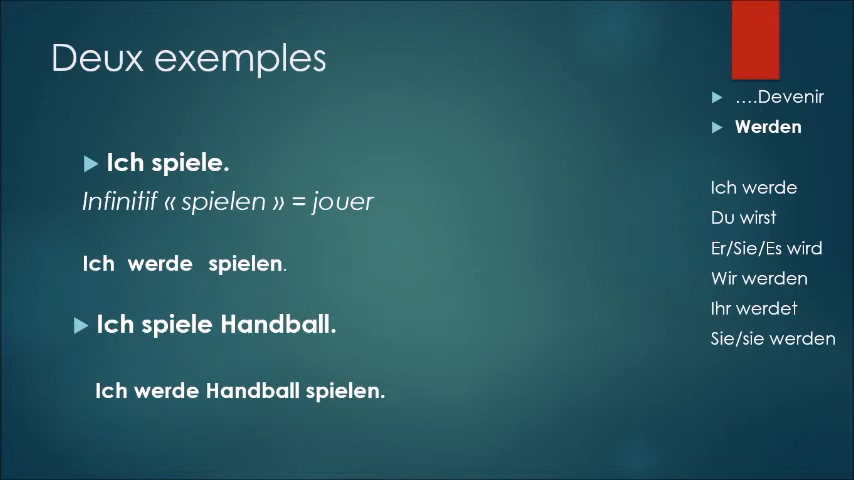 Deux exemples
Ich spiele.
Infinitif « spielen » = jouer
Ich werde spielen.
Ich spiele Handball.
Ich werde Handball spielen.
....Devenir
Werden
Ich werde
Du wirst
Er/Sie/Es wird
Wir werden
Ihr werdet
Sie/sie werden